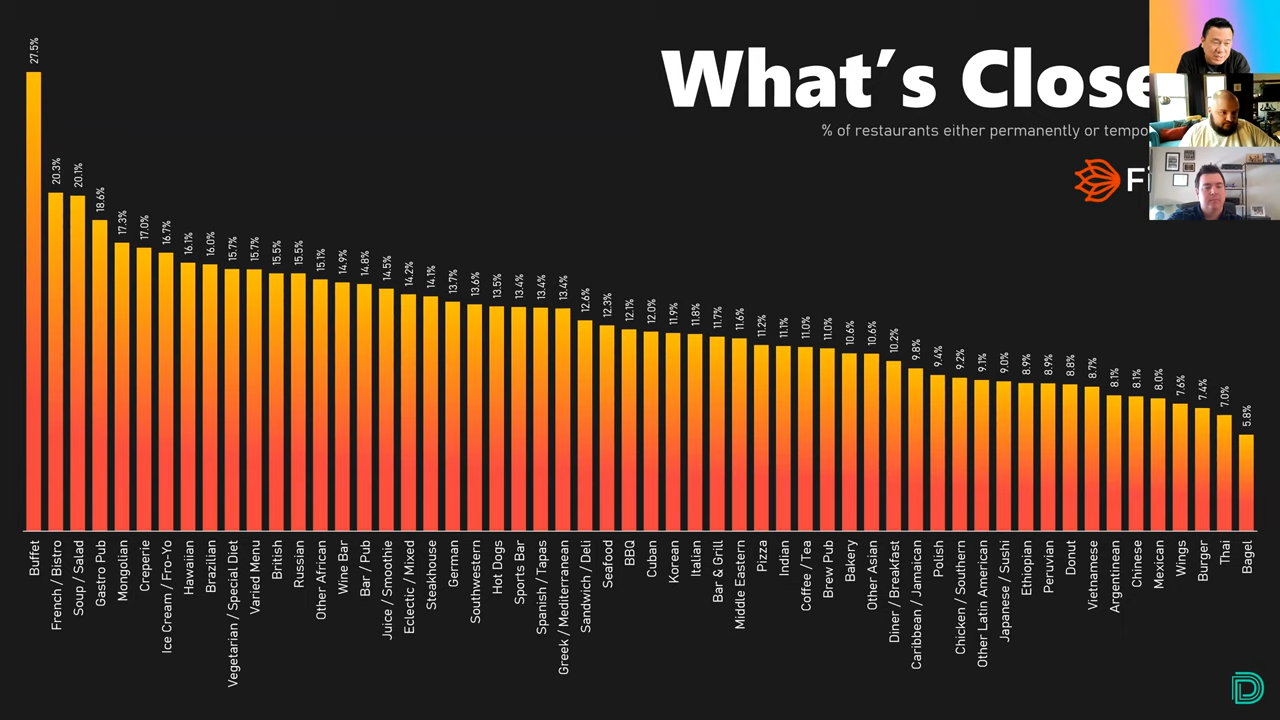 What's Close
% of restaurants either permanently or tempo
Fi
27.5%
20.3%
20.1%
18.6%
17.3%
17.0%
16.7%
16.1%
16.0%
15.7%
15.7%
15.5%
15.5%
15.1%
14.9%
14.8%
14.5%
14.2%
14.1%
13.7%
13.6%
13.5%
13.4%
13.4%
13.4%
12.6%
12.3%
12.1%
12.0%
11.9%
11.8%
11.7%
11.6%
11.2%
11.1%
11.0%
11.0%
10.6%
10.6%
10.2%
9.8%
9.4%
9.2%
9.1%
9.0%
8.9%
8.9%
8.8%
8.7%
8.1%
8.1%
8.0%
7.6%
7.4%
7.0%
5.8%
Buffet
French / Bistro
Soup / Salad
Gastro Pub
Mongolian
Creperie
Ice Cream / Fro-Yo
Hawaiian
Brazilian
Vegetarian / Special Diet
Varied Menu
British
Russian
Other African
Wine Bar
Bar / Pub
Juice / Smoothie
Eclectic / Mixed
Steakhouse
German
Southwestern
Hot Dogs
Sports Bar
Spanish / Tapas
Greek / Mediterranean
Sandwich / Deli
Seafood
BBQ
Cuban
Korean
Italian
Bar & Grill
Middle Eastern
Pizza
Indian
Coffee / Tea
Brew Pub
Bakery
Other Asian
Diner / Breakfast
Caribbean / Jamaican
Polish
Chicken / Southern
Other Latin American
Japanese / Sushi
Ethiopian
Peruvian
Donut
Vietnamese
Argentinean
Chinese
Mexican
Wings
Burger
Thai
Bagel